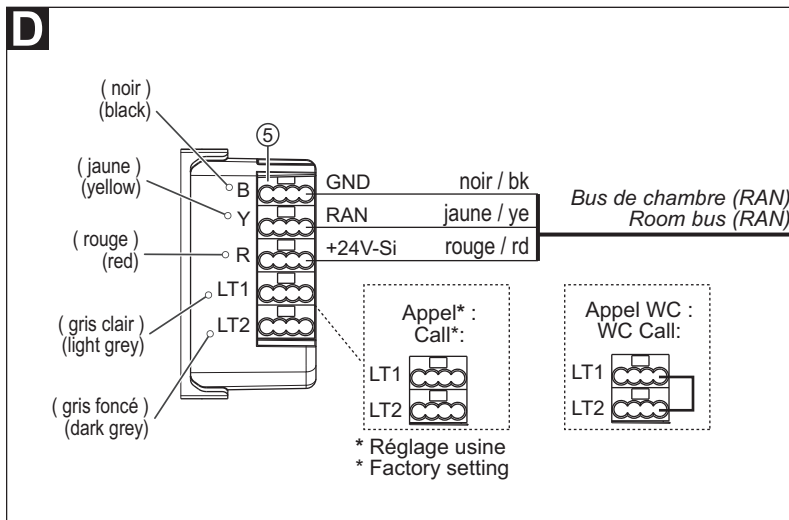 D
( noir )
(black)
( jaune )
(yellow)
( rouge )
(red)
( gris clair )
(light grey)
( gris foncé )
(dark grey)
5
B
Y
R
LT1
LT2
GND
noir / bk
RAN
jaune / ye
+24V-Si
rouge / rd
Bus de chambre (RAN)
Room bus (RAN)
Appel* :
Call*:
LT1
LT2
* Réglage usine
* Factory setting
Appel WC :
WC Call:
LT1
LT2